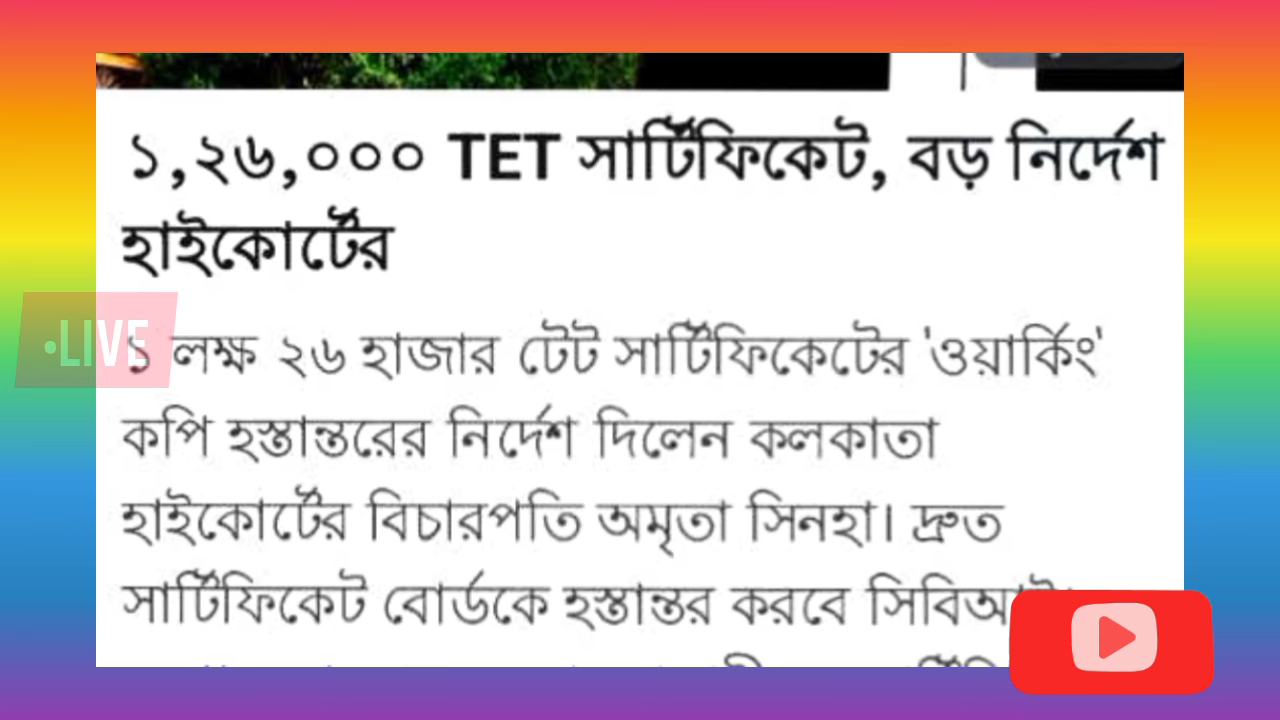 ১,২৬,০০০ TET সার্টিফিকেট, বড় নির্দেশ
হাইকোর্টের
•LIVE
১ লক্ষ ২৬ হাজার টেট সার্টিফিকেটের 'ওয়ার্কিং'
কপি হস্তান্তরের নির্দেশ দিলেন কলকাতা
হাইকোর্টের বিচারপতি অমৃতা সিনহা। দ্রুত
সার্টিফিকেট বোর্ডকে হস্তান্তর করবে